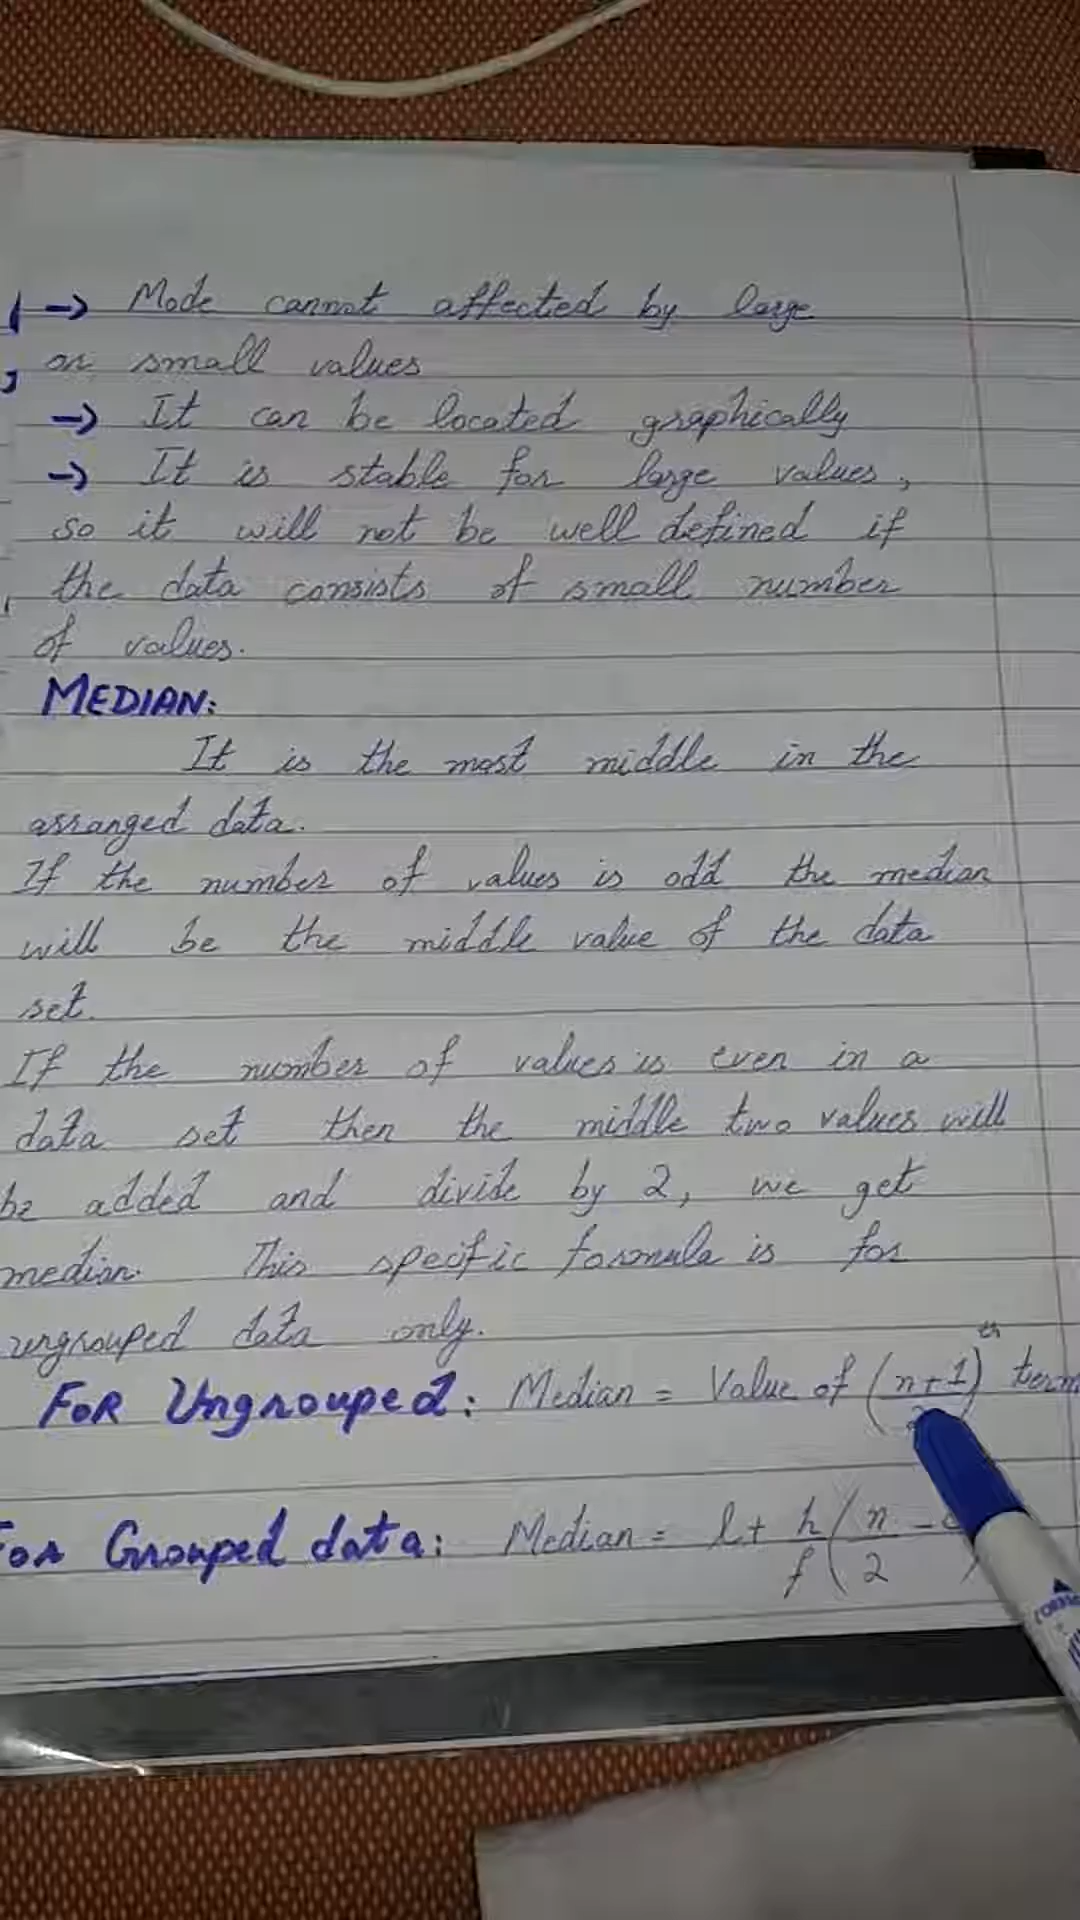 → Mode cannot affected by large
or small values
→ It can be located graphically
→ It is stable for large values,
so it will not be well defined if
the data consists of small number
of values.
MEDIAN:
It is the most middle in the
arranged data.
If the number of values is odd the median
will be the middle value of the data
set.
If the number of values is even in a
data set then the middle two values will
be added and divide by 2, we get
median. This specific formula is for
ungrouped data only.
FOR Ungrouped: Median = Value of (n+1)/2 th term
For Grouped data: Median = l + h/f (n/2 -